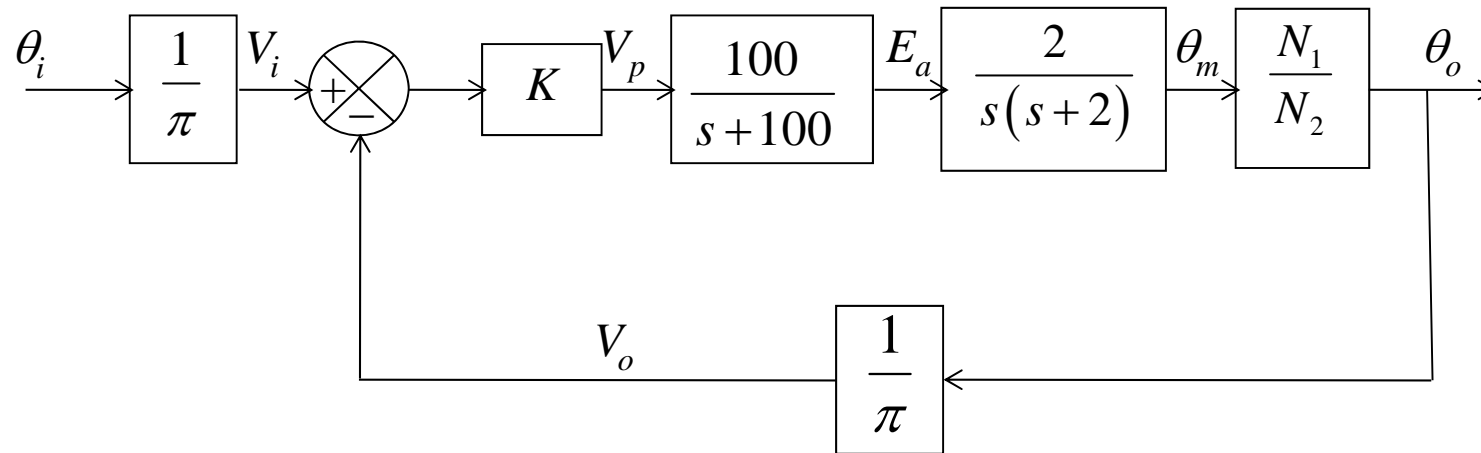 θ_i
1/π
V_i
+
−
K
V_p
100/(s+100)
E_a
2/(s(s+2))
θ_m
N_1/N_2
θ_o
V_o
1/π